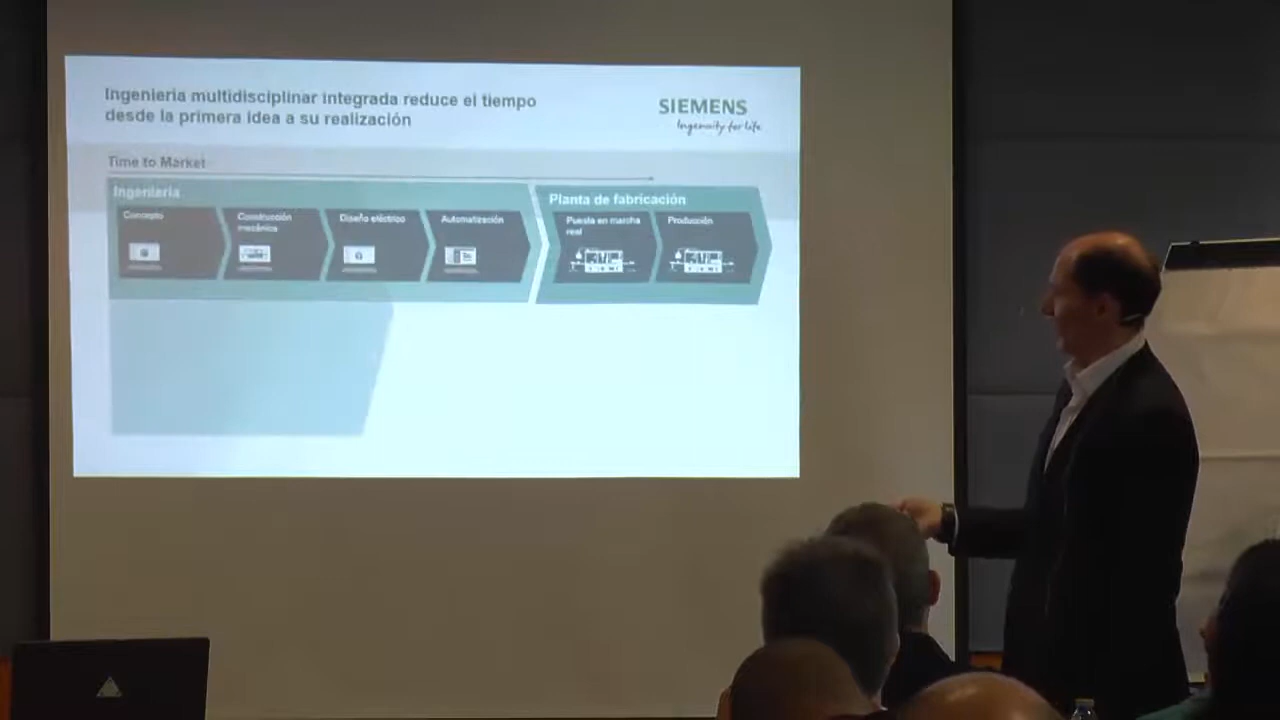 Ingenieria multidisciplinar integrada reduce el tiempo
desde la primera idea a su realización
SIEMENS
Ingenuity for life
Time to Market
Ingeniería
Planta de fabricación
Concepto
Construcción
mecánica
Diseño eléctrico
Automatización
Puesta en marcha
real
Producción